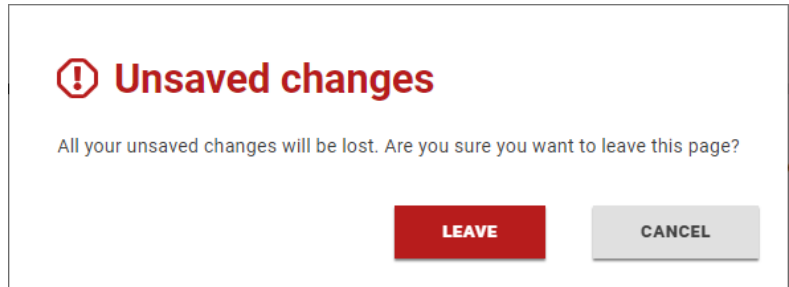 Unsaved changes
All your unsaved changes will be lost. Are you sure you want to leave this page?
LEAVE
CANCEL